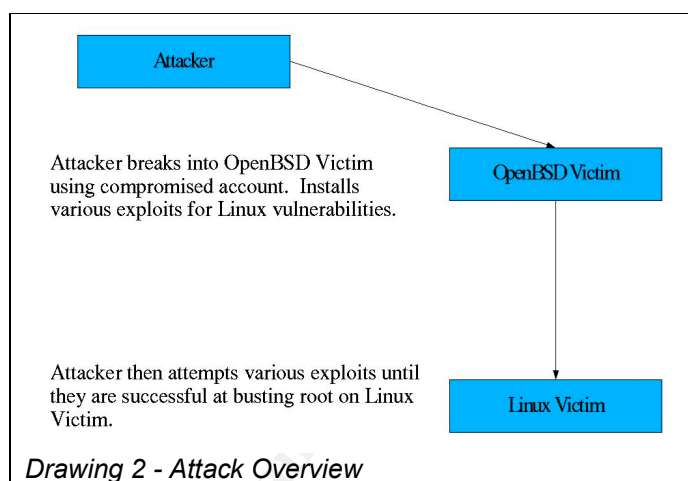 Attacker
Attacker breaks into OpenBSD Victim
using compromised account. Installs
various exploits for Linux vulnerabilities.
OpenBSD Victim
Attacker then attempts various exploits until
they are successful at busting root on Linux
Victim.
Linux Victim
Drawing 2 - Attack Overview